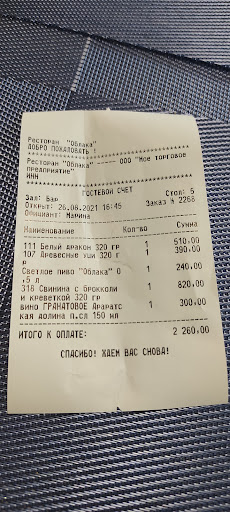 Ресторан "Облака"
ДОБРО ПОЖАЛОВАТЬ !
********************************
Ресторан "Облака" ---- ООО "Мое торговое
предприятие"
ИНН
********************************
ГОСТЕВОЙ СЧЕТ
Зал: Бар Стол: 5
Открыт: 26.06.2021 16:45 Заказ № 2266
Официант: Марина
Наименование Кол-во Сумма
111 Белый дракон 320 гр 1 510.00
107 Древесные уши 320 г 1 390.00
р
Светлое пиво "Облака" 0 1 240.00
,5 л
316 Свинина с брокколи 1 820.00
и креветкой 320 гр
вино ГРАНАТОВОЕ Араратс 1 300.00
кая долина п.сл 150 мл
ИТОГО К ОПЛАТЕ: 2 260.00
СПАСИБО! ЖДЕМ ВАС СНОВА!